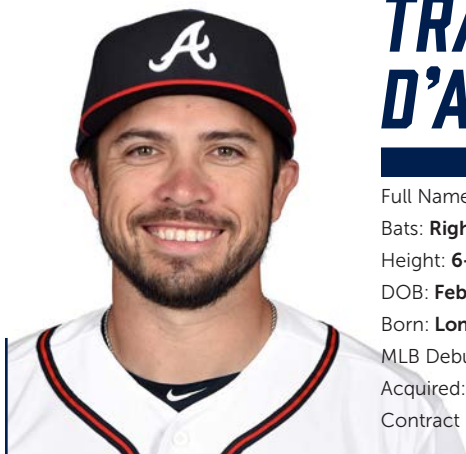 A
TRA
D'A
Full Name
Bats: Righ
Height: 6-
DOB: Feb
Born: Lon
MLB Debu
Acquired:
Contract